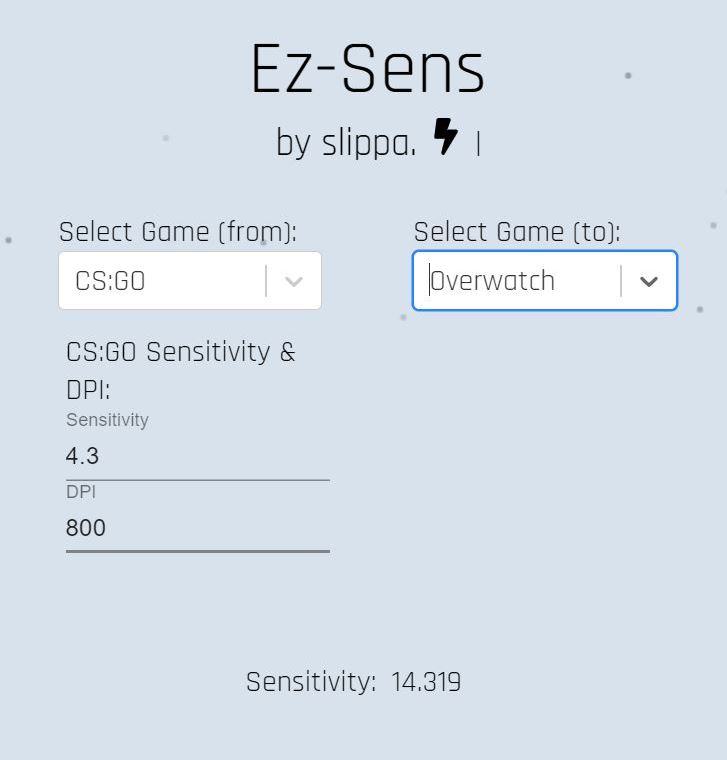 Ez-Sens
by slippa. |
Select Game (from): Select Game (to):
CS:GO Overwatch
CS:GO Sensitivity &
DPI:
Sensitivity
4.3
DPI
800
Sensitivity: 14.319